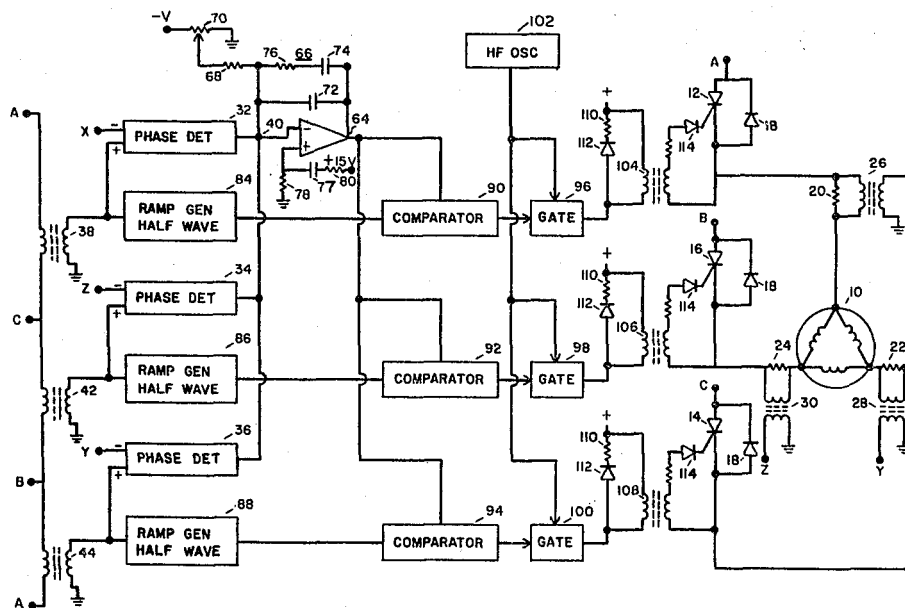 -V
70
102
HF OSC
76
66
74
68
72
A
32
X
-
PHASE DET
+
40
-
+
64
+15V
77
80
78
84
RAMP GEN
HALF WAVE
38
90
COMPARATOR
96
GATE
+
110
112
104
A
12
114
18
26
20
34
Z
-
PHASE DET
+
C
86
RAMP GEN
HALF WAVE
42
92
COMPARATOR
98
GATE
+
110
112
106
B
16
114
18
10
24
22
30
28
Z
Y
36
Y
-
PHASE DET
+
B
88
RAMP GEN
HALF WAVE
44
A
94
COMPARATOR
100
GATE
+
110
112
108
C
14
114
18